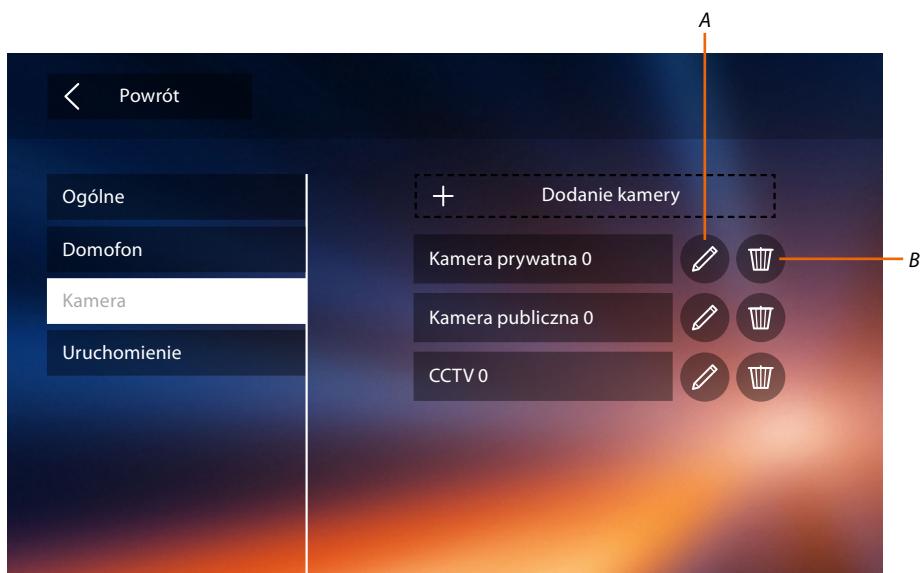 A
Powrót
Ogólne
Domofon
Kamera
Uruchomienie
Dodanie kamery
Kamera prywatna 0
B
Kamera publiczna 0
CCTV 0